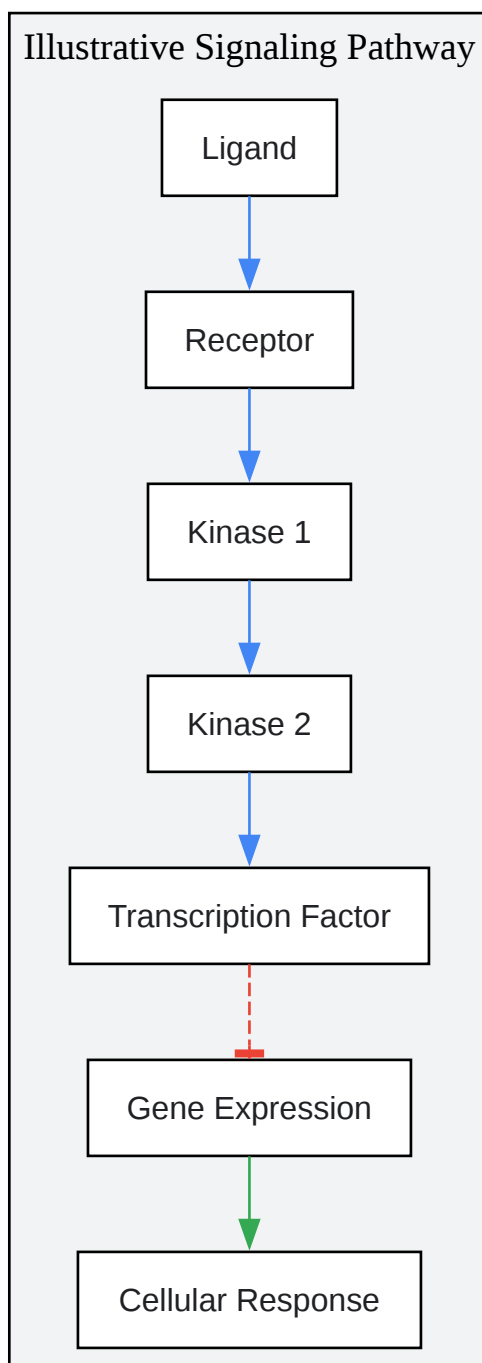 Illustrative Signaling Pathway
Ligand
Receptor
Kinase 1
Kinase 2
Transcription Factor
Gene Expression
Cellular Response